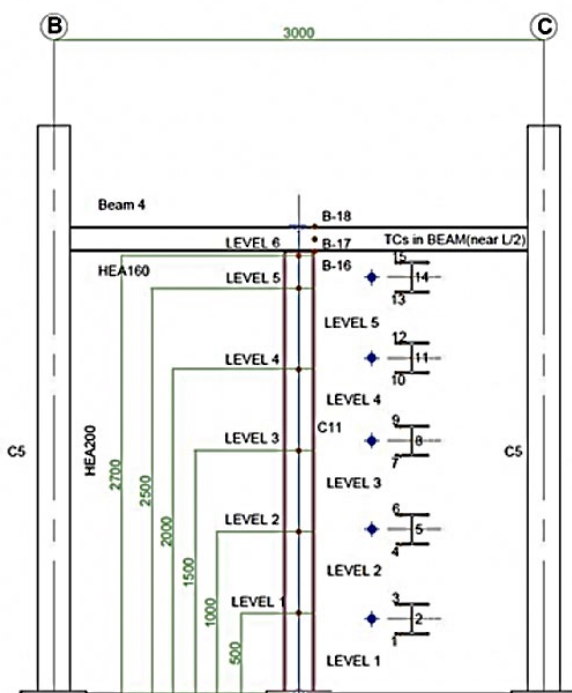 B
C
3000
Beam 4
B-18
LEVEL 6
B-17
TCs in BEAM(near L/2)
HEA160
B-16
15
14
13
LEVEL 5
LEVEL 5
12
11
10
LEVEL 4
LEVEL 4
C11
9
8
7
LEVEL 3
LEVEL 3
C5
HEA200
C5
2700
2500
2000
1500
1000
500
6
5
4
LEVEL 2
LEVEL 2
3
2
1
LEVEL 1
LEVEL 1